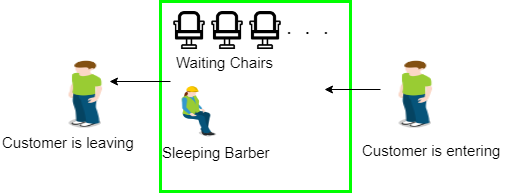 Waiting Chairs
Customer is leaving
Sleeping Barber
Customer is entering